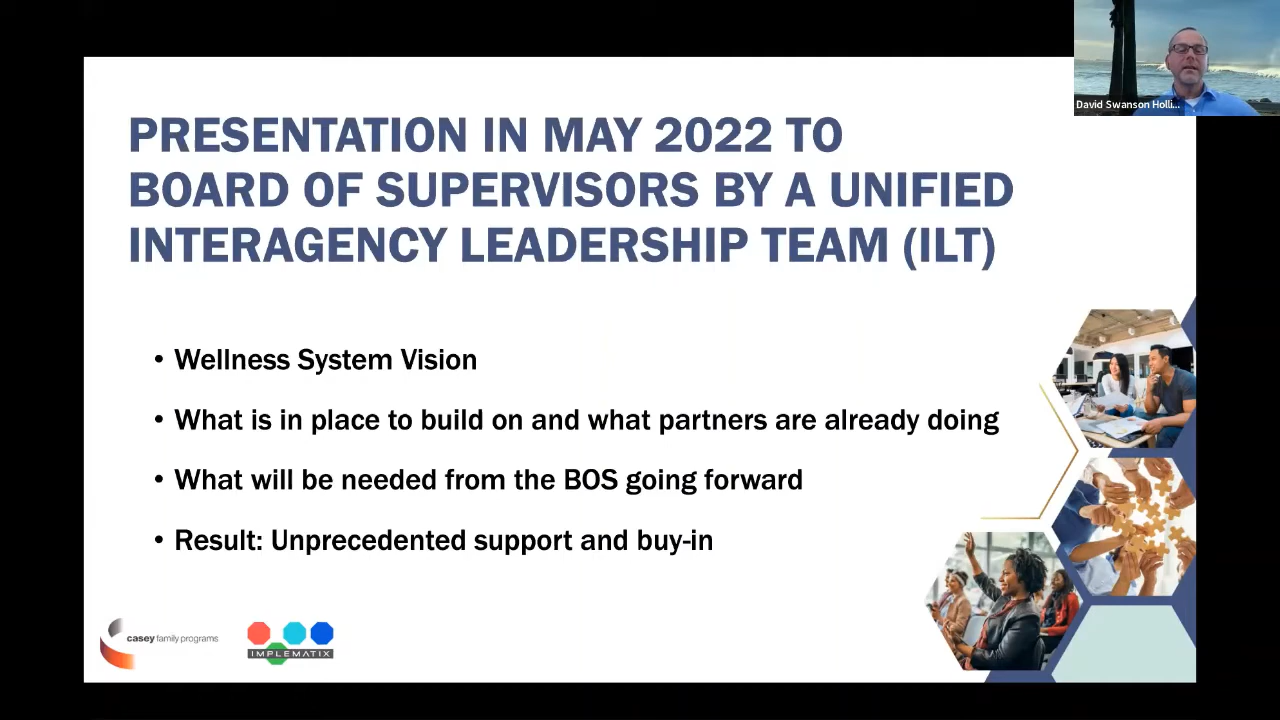 David Swanson Holli...
PRESENTATION IN MAY 2022 TO
BOARD OF SUPERVISORS BY A UNIFIED
INTERAGENCY LEADERSHIP TEAM (ILT)
• Wellness System Vision
• What is in place to build on and what partners are already doing
• What will be needed from the BOS going forward
• Result: Unprecedented support and buy-in
casey family programs
IMPLEMATIX